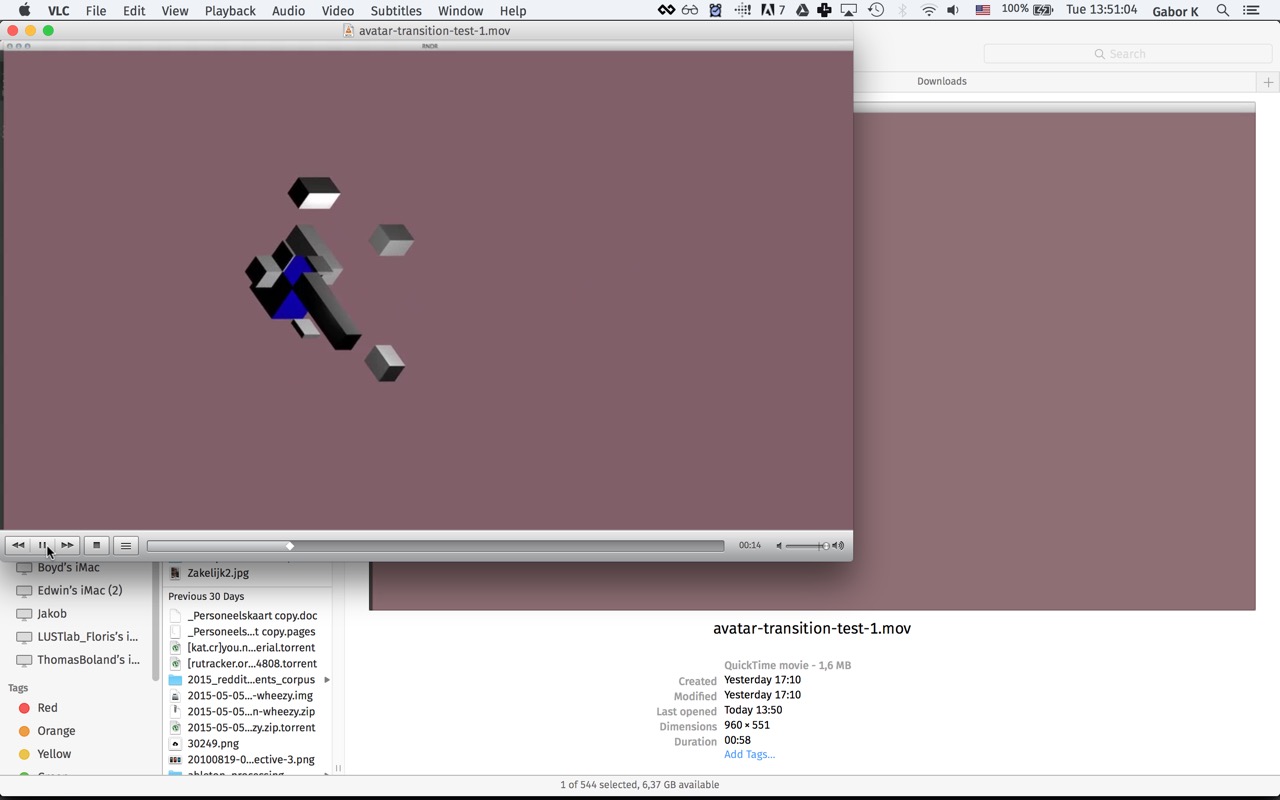 VLC File Edit View Playback Audio Video Subtitles Window Help 7 100% Tue 13:51:04 Gabor K
avatar-transition-test-1.mov
RNDR
Search
Downloads
00:14
Boyd's iMac
Edwin's iMac (2)
Jakob
LUSTlab_Floris's i...
ThomasBoland's i...
Tags
Red
Orange
Yellow
Zakelijk2.jpg
Previous 30 Days
_Personeelskaart copy.doc
_Personeels...t copy.pages
[kat.cr]you.n...erial.torrent
[rutracker.or...4808.torrent
2015_reddit...ents_corpus
2015-05-05...-wheezy.img
2015-05-05...n-wheezy.zip
2015-05-05...zy.zip.torrent
30249.png
20100819-0...ective-3.png
ableton_processing
avatar-transition-test-1.mov
QuickTime movie - 1,6 MB
Created Yesterday 17:10
Modified Yesterday 17:10
Last opened Today 13:50
Dimensions 960 × 551
Duration 00:58
Add Tags...
1 of 544 selected, 6,37 GB available